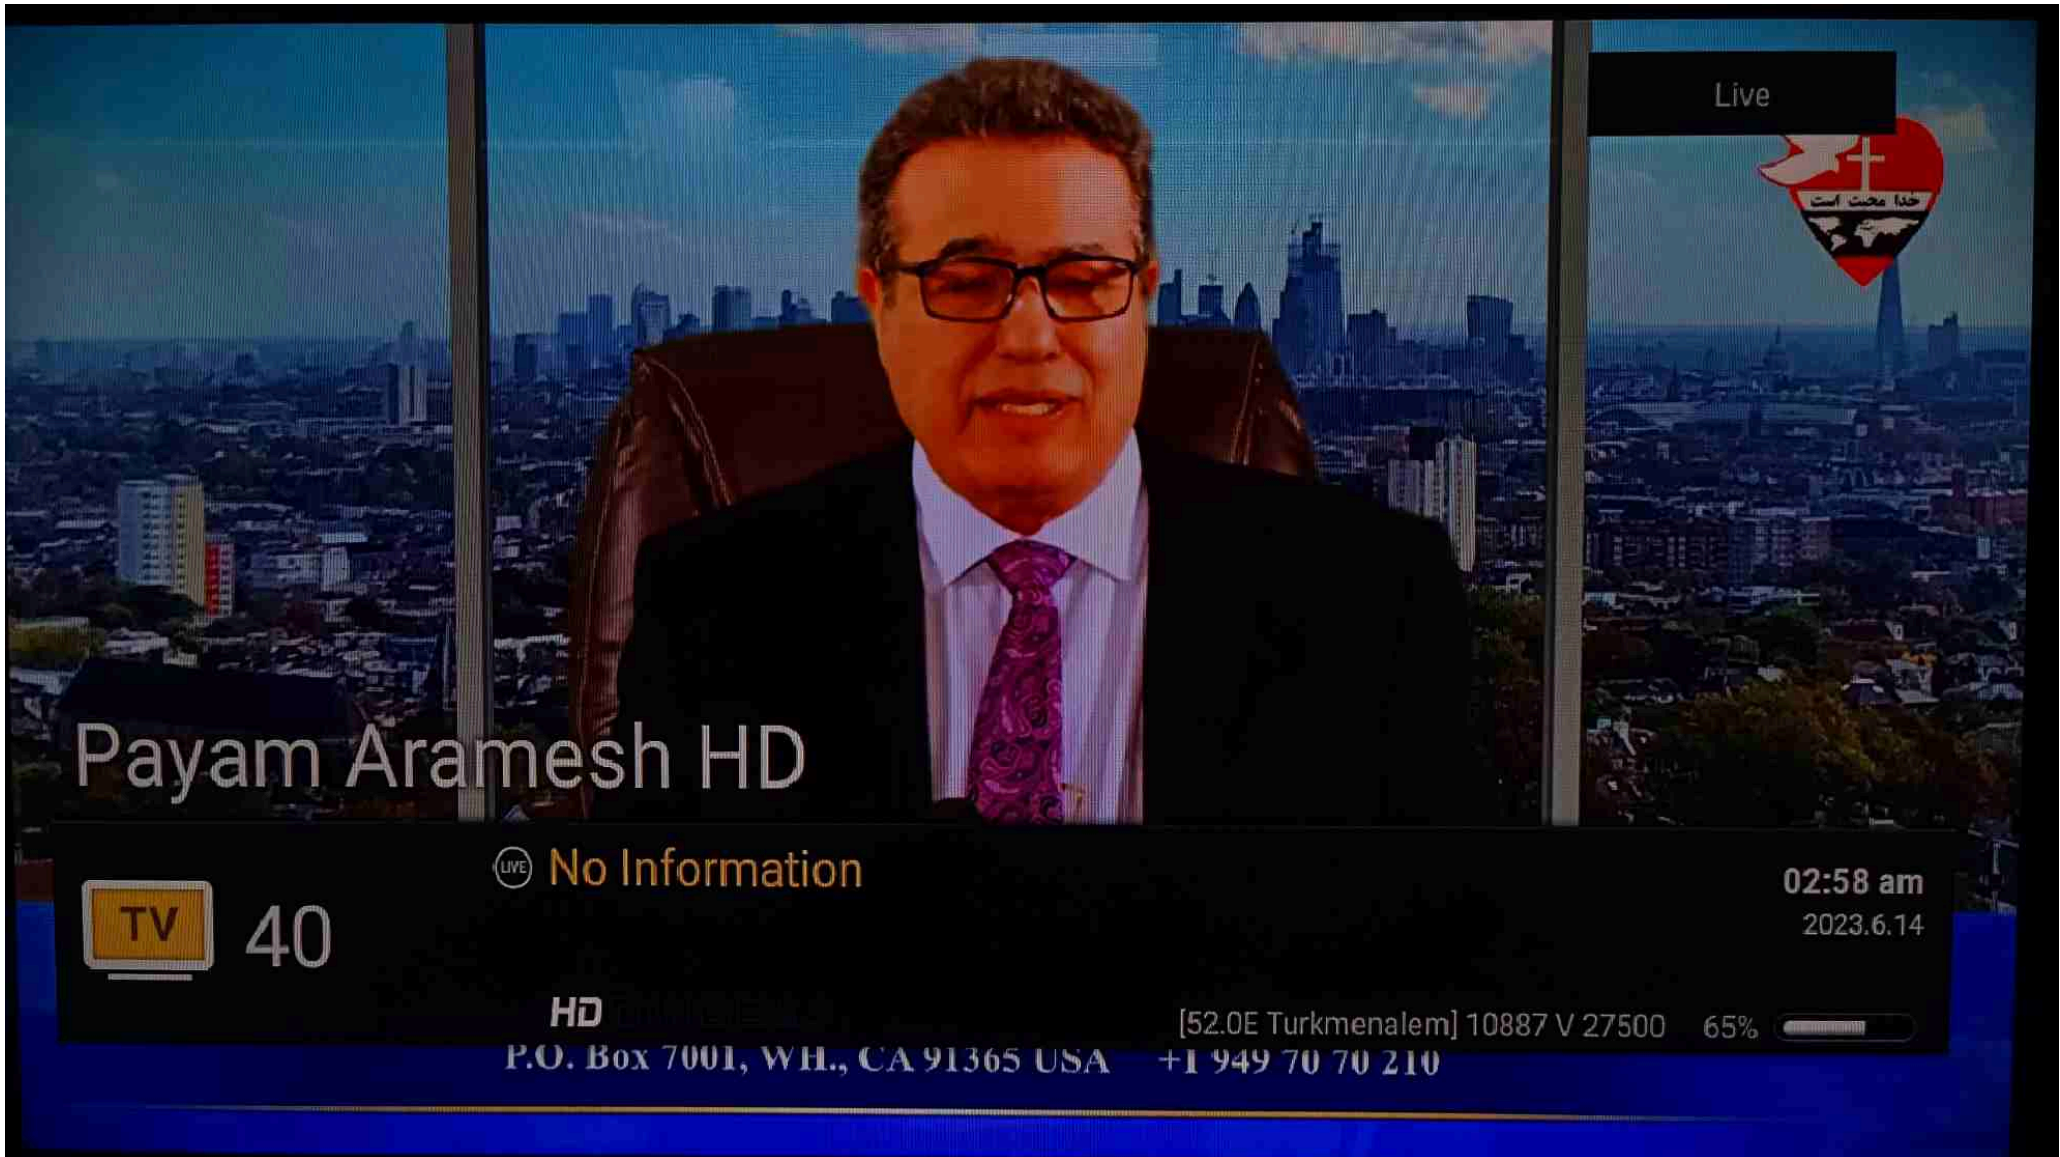 Live
خدا محبت است
Payam Aramesh HD
LIVE No Information
02:58 am
TV 40
2023.6.14
HD
[52.0E Turkmenalem] 10887 V 27500 65%
P.O. Box 7001, WH., CA 91365 USA +1 949 70 70 210